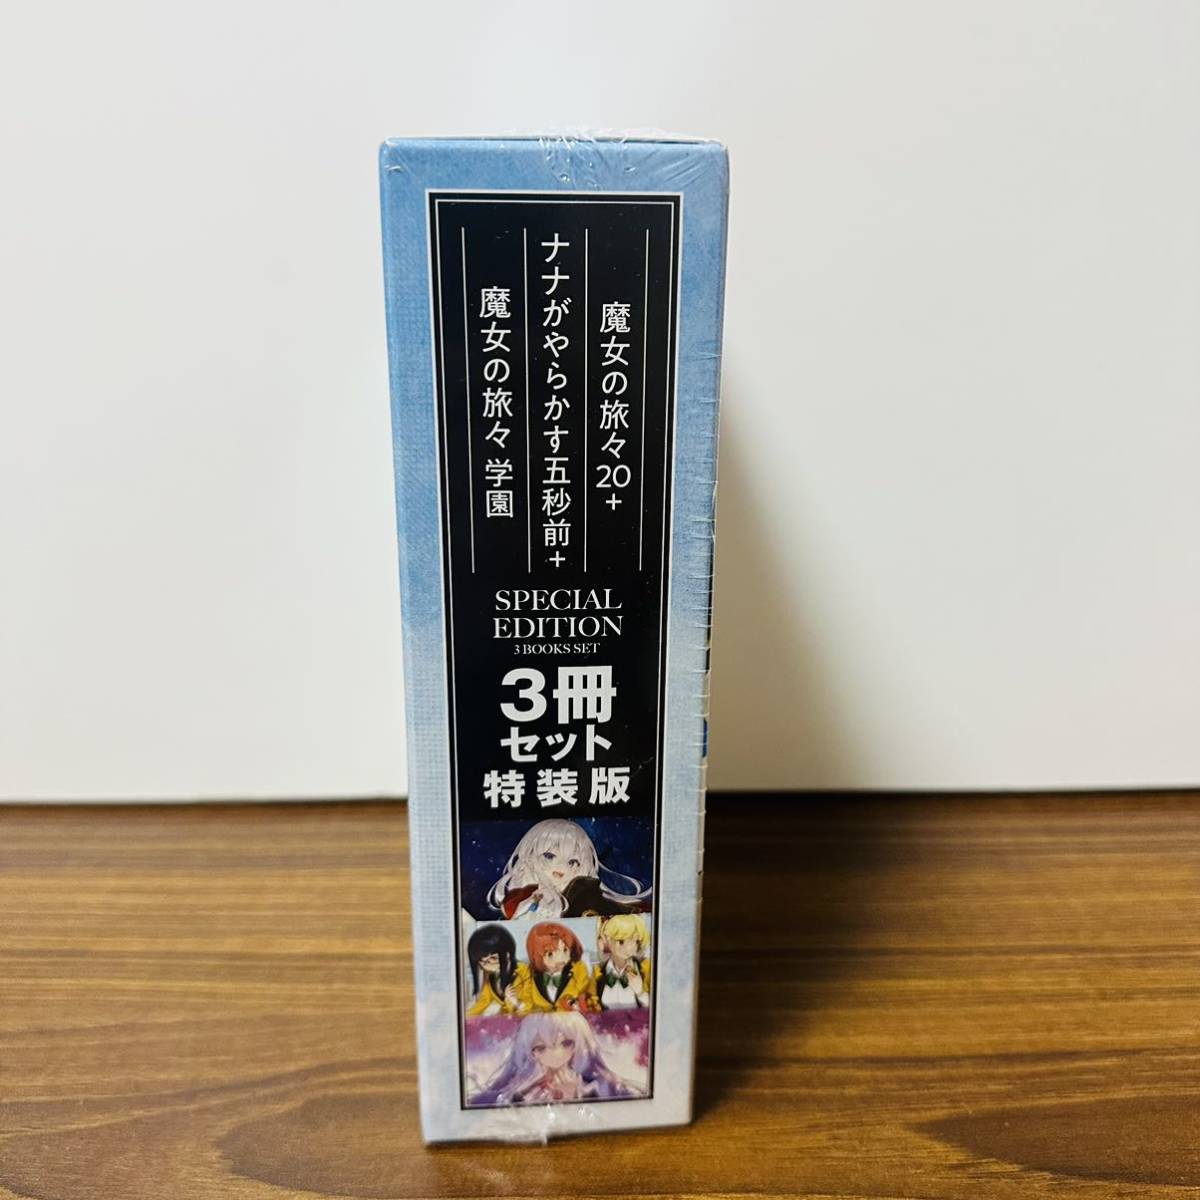 魔女の旅々20+
ナナがやらかす五秒前+
魔女の旅々 学園
SPECIAL
EDITION
3 BOOKS SET
3冊
セット
特装版